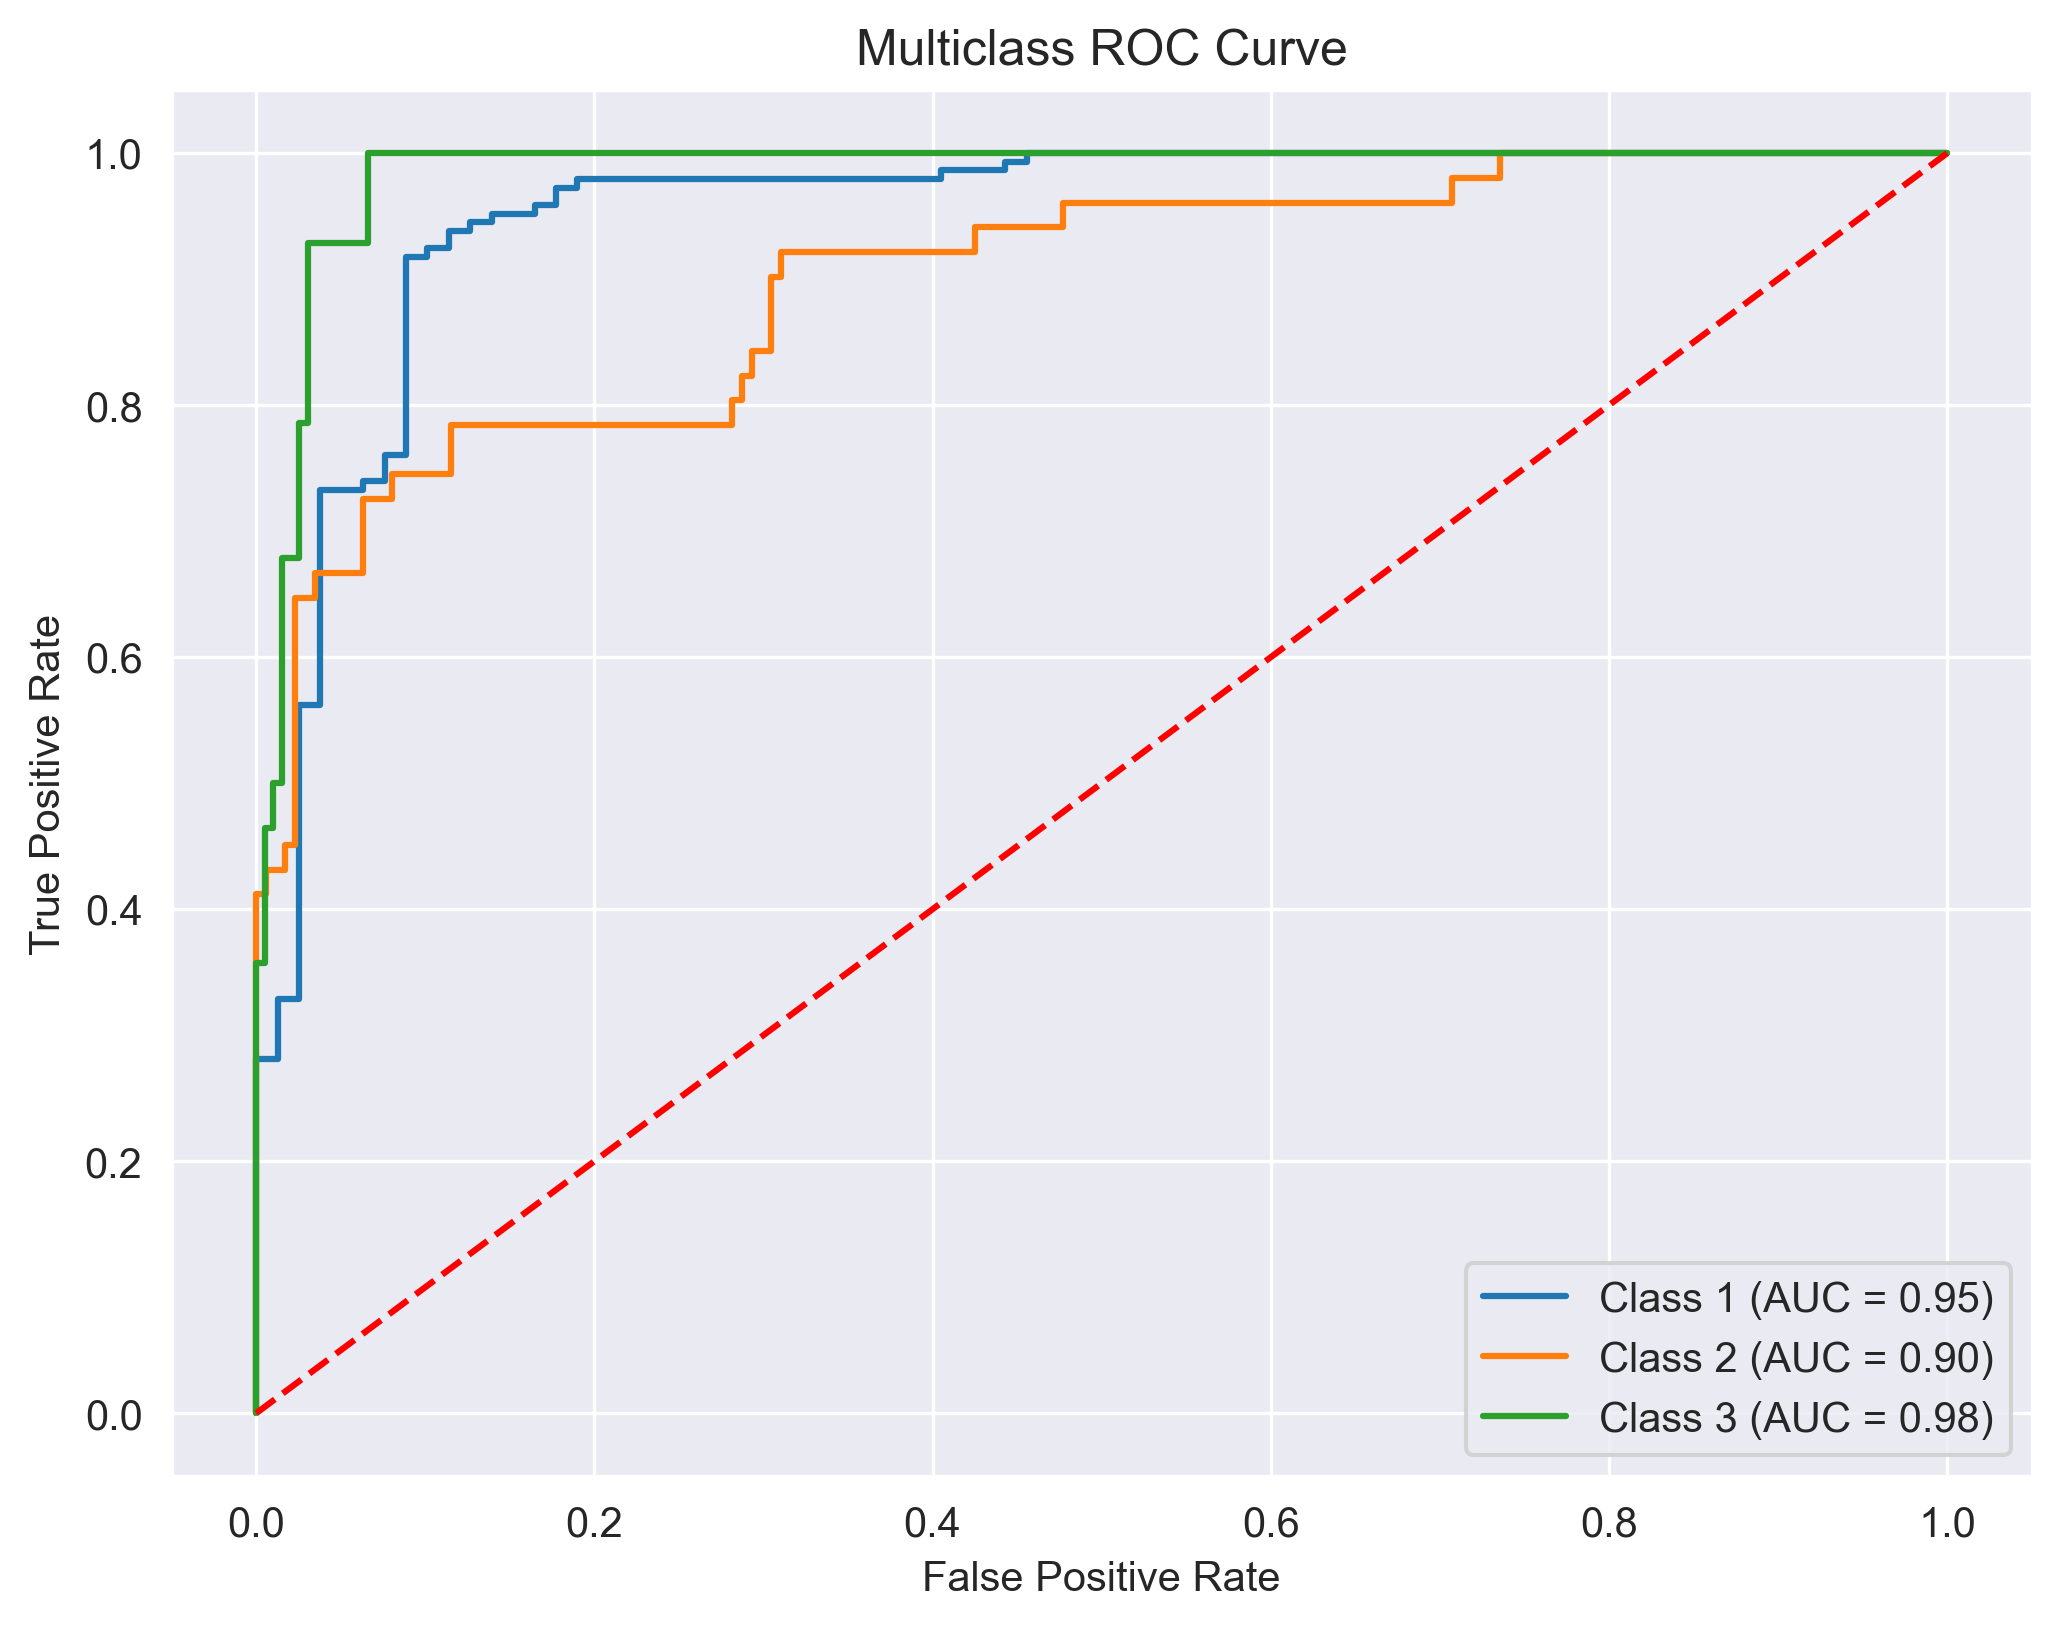 Multiclass ROC Curve
True Positive Rate
1.0
0.8
0.6
0.4
0.2
0.0
Class 1 (AUC = 0.95)
Class 2 (AUC = 0.90)
Class 3 (AUC = 0.98)
0.0 0.2 0.4 0.6 0.8 1.0
False Positive Rate